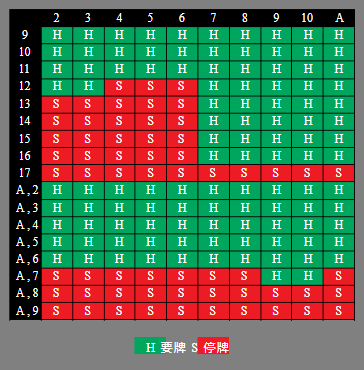 2 3 4 5 6 7 8 9 10 A
9 H H H H H H H H H H
10 H H H H H H H H H H
11 H H H H H H H H H H
12 H H S S S H H H H H
13 S S S S S H H H H H
14 S S S S S H H H H H
15 S S S S S H H H H H
16 S S S S S H H H H H
17 S S S S S S S S S S
A,2 H H H H H H H H H H
A,3 H H H H H H H H H H
A,4 H H H H H H H H H H
A,5 H H H H H H H H H H
A,6 H H H H H H H H H H
A,7 S S S S S S S H H S
A,8 S S S S S S S S S S
A,9 S S S S S S S S S S
H 要牌 S 停牌